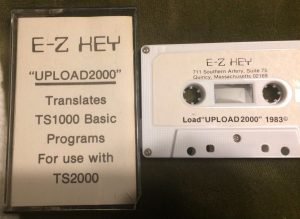 E-Z KEY
"UPLOAD2000"
Translates
TS1000 Basic
Programs
For use with
TS2000
E-Z KEY
711 Southern Artery, Suite 75
Quincy, Massachusetts 02169
Load"UPLOAD2000" 1983©